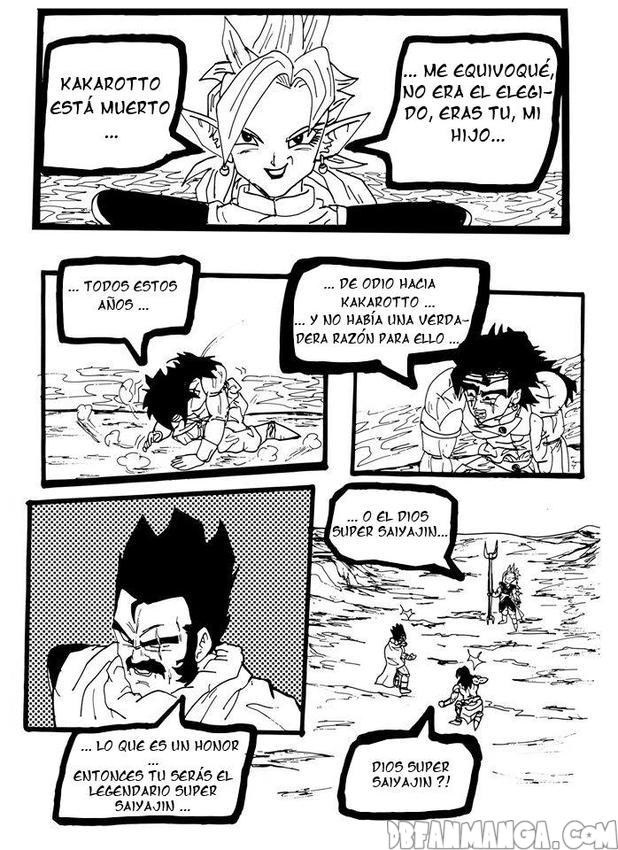 KAKAROTTO
ESTÁ MUERTO
...
... ME EQUIVOQUÉ,
NO ERA EL ELEGI-
DO, ERAS TU, MI
HIJO...
... TODOS ESTOS
AÑOS ...
... DE ODIO HACIA
KAKAROTTO ...
... Y NO HABÍA UNA VERDA-
DERA RAZÓN PARA ELLO ...
... LO QUE ES UN HONOR
...
ENTONCES TU SERÁS EL
LEGENDARIO SUPER
SAIYAJIN ...
... O EL DIOS
SUPER SAIYAJIN...
DIOS SUPER
SAIYAJIN ?!
DBFANMANGA.COM